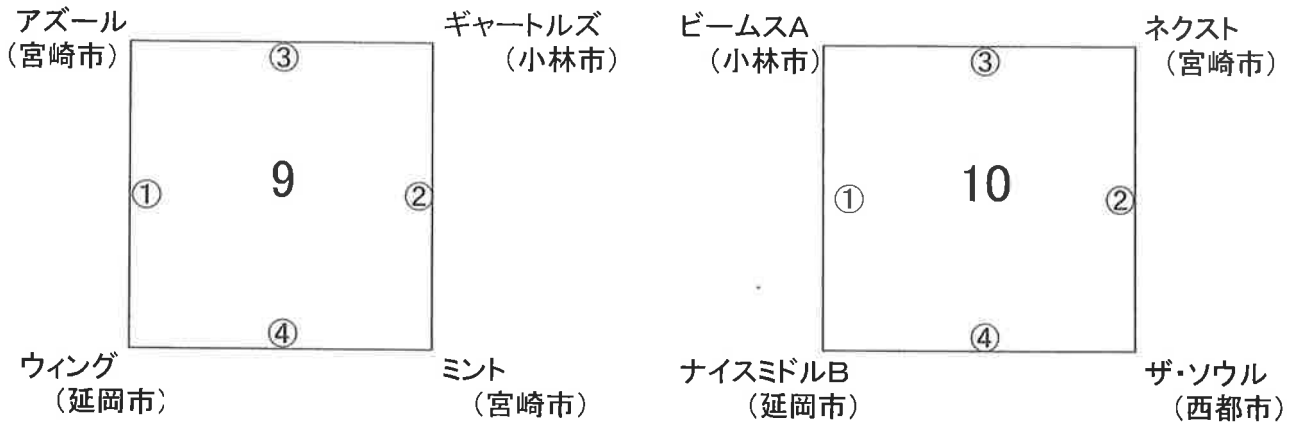 アズール
(宮崎市)
ギャートルズ
(小林市)
③
①
9
②
④
ウィング
(延岡市)
ミント
(宮崎市)
ビームスA
(小林市)
ネクスト
(宮崎市)
③
①
10
②
④
ナイスミドルB
(延岡市)
ザ・ソウル
(西都市)